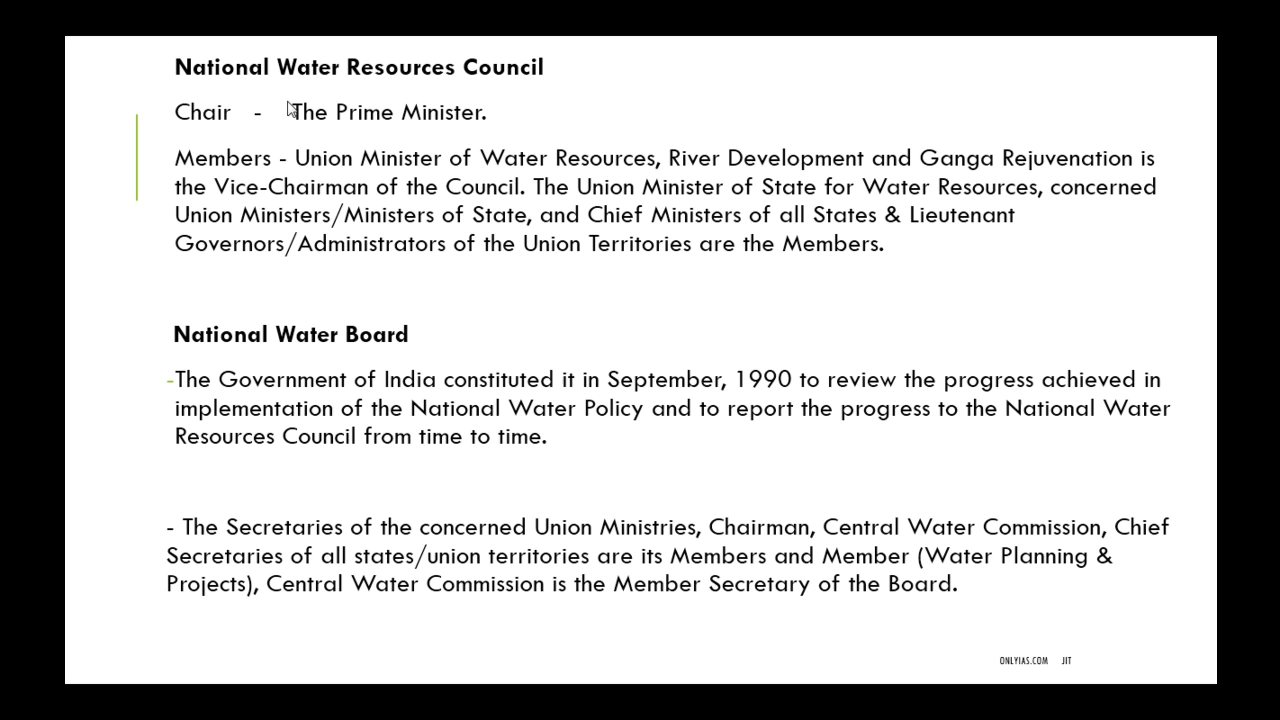 National Water Resources Council
Chair - The Prime Minister.
Members - Union Minister of Water Resources, River Development and Ganga Rejuvenation is
the Vice-Chairman of the Council. The Union Minister of State for Water Resources, concerned
Union Ministers/Ministers of State, and Chief Ministers of all States & Lieutenant
Governors/Administrators of the Union Territories are the Members.
National Water Board
-The Government of India constituted it in September, 1990 to review the progress achieved in
implementation of the National Water Policy and to report the progress to the National Water
Resources Council from time to time.
- The Secretaries of the concerned Union Ministries, Chairman, Central Water Commission, Chief
Secretaries of all states/union territories are its Members and Member (Water Planning &
Projects), Central Water Commission is the Member Secretary of the Board.
ONLYIAS.COM JIT